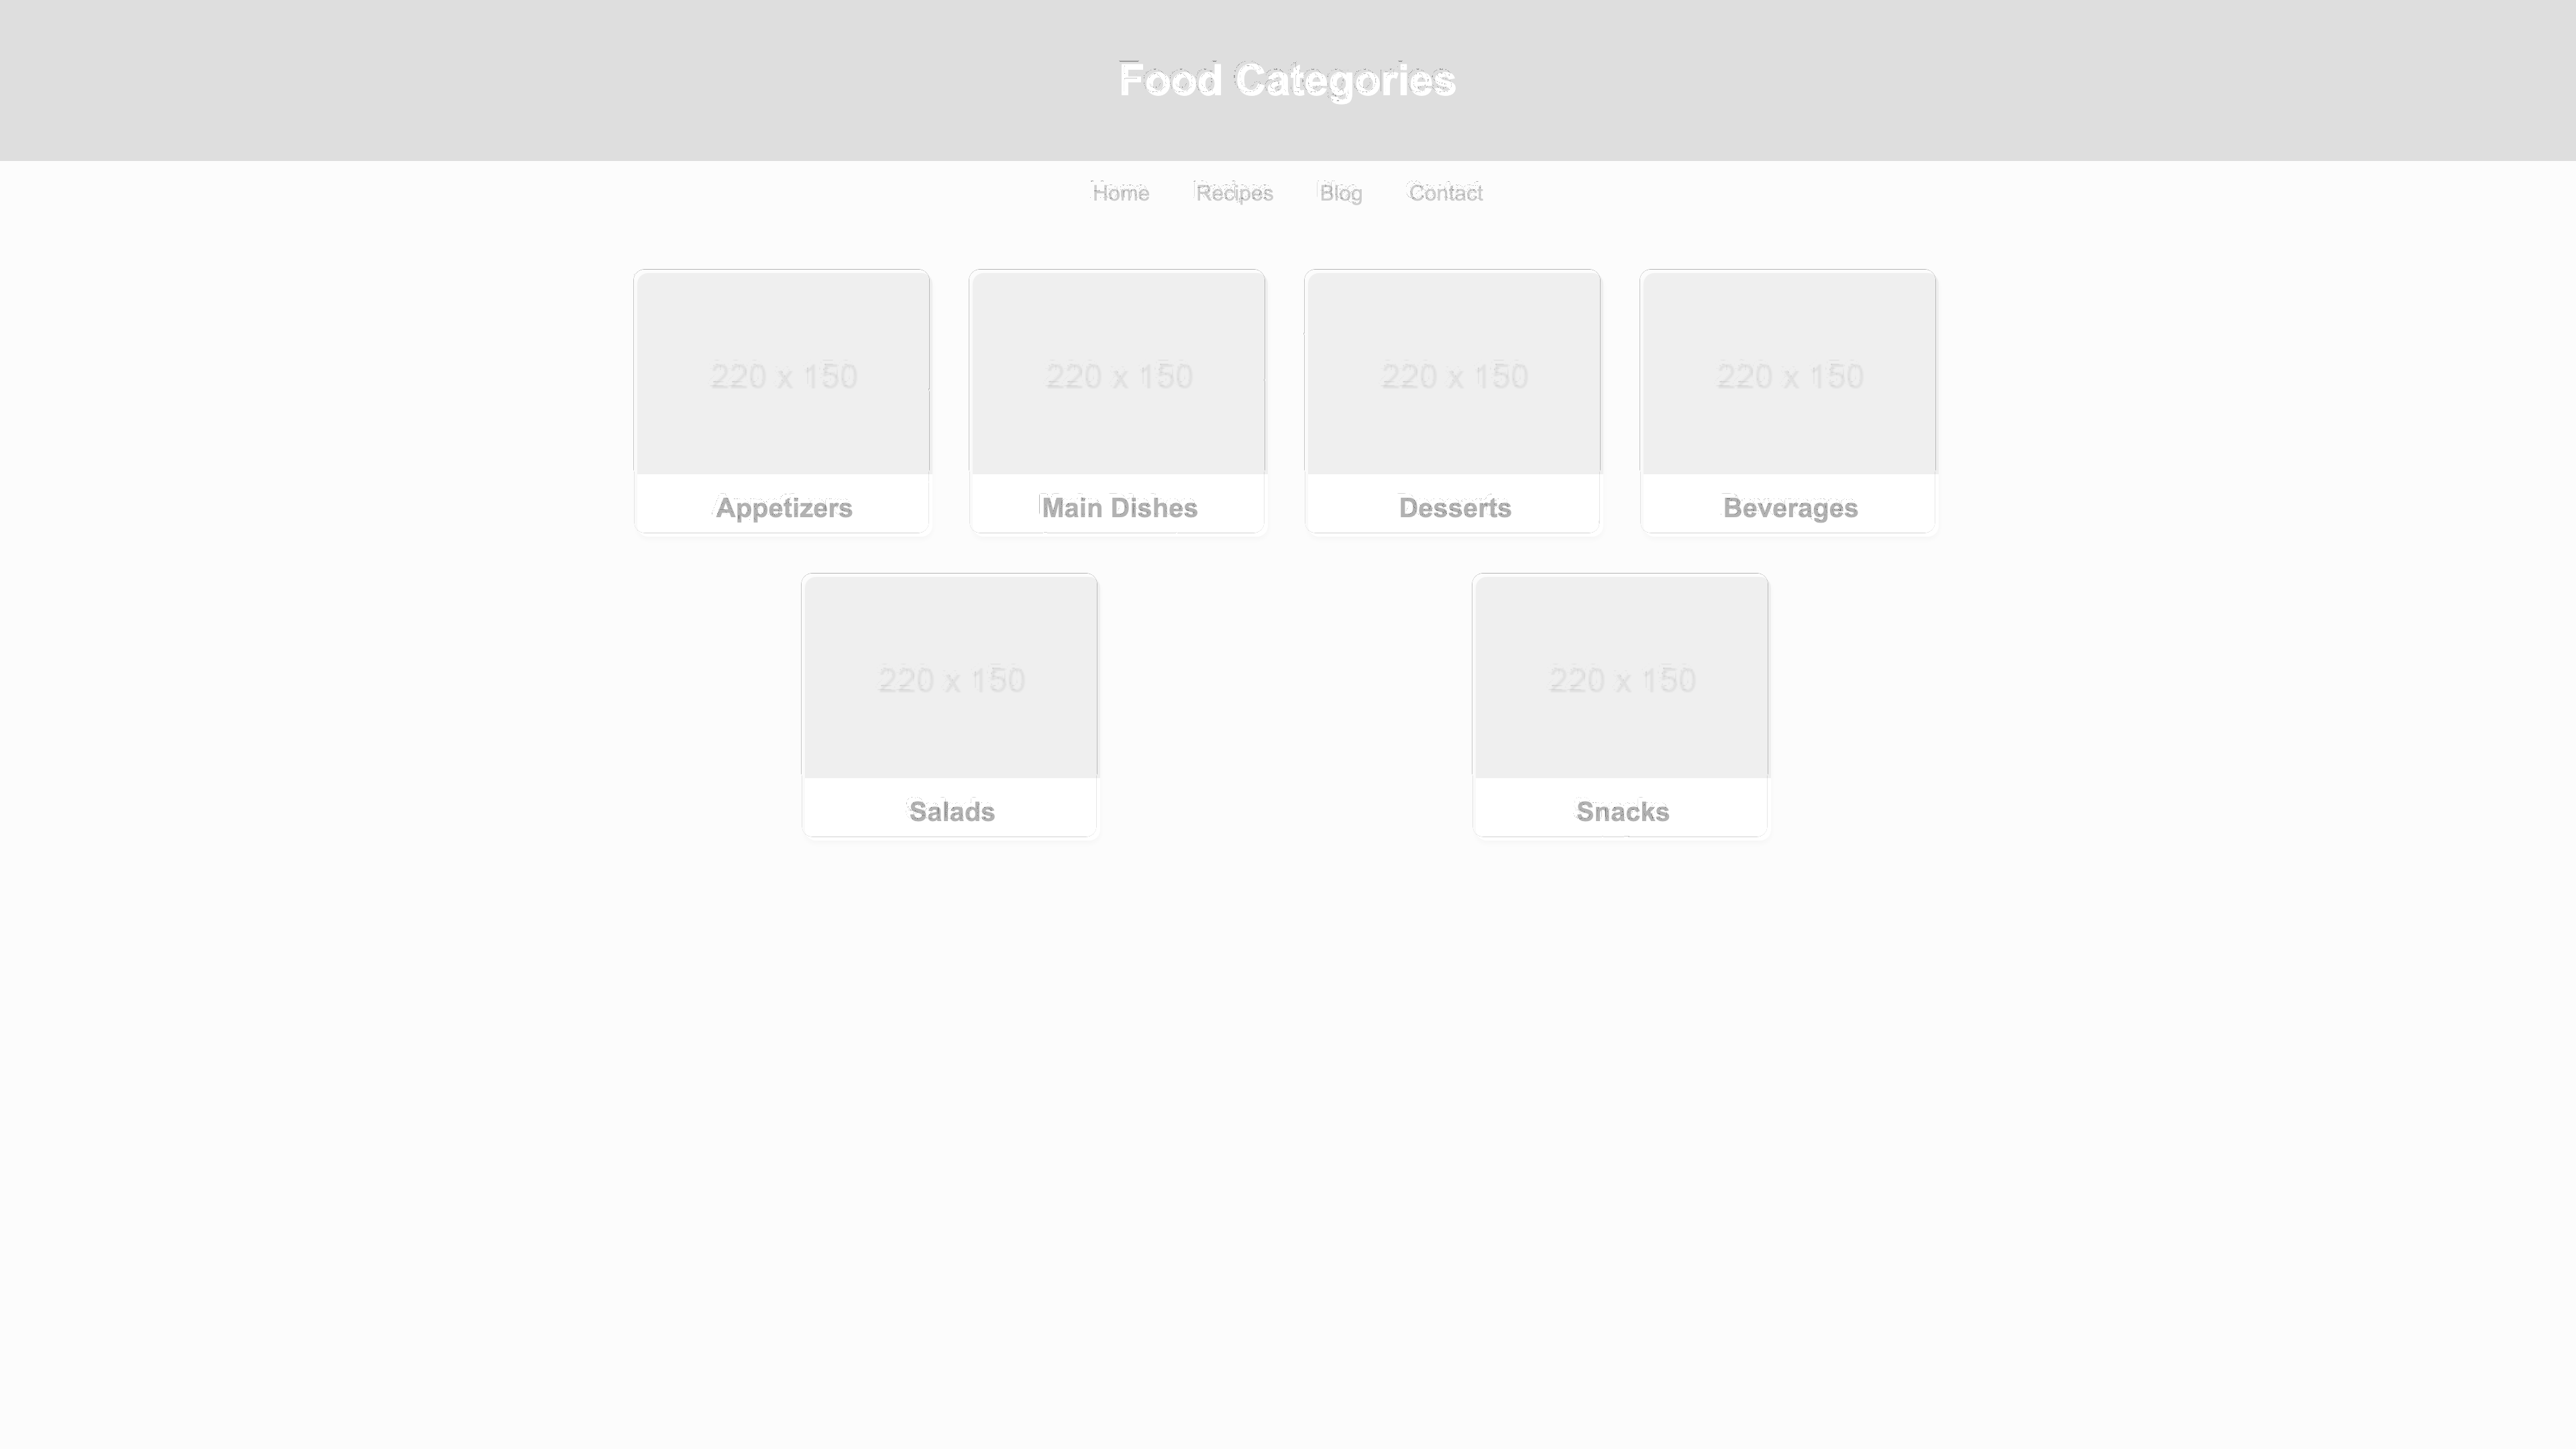 Food Categories
Home Recipes Blog Contact
220 x 150 220 x 150 220 x 150 220 x 150
Appetizers Main Dishes Desserts Beverages
220 x 150 220 x 150
Salads Snacks